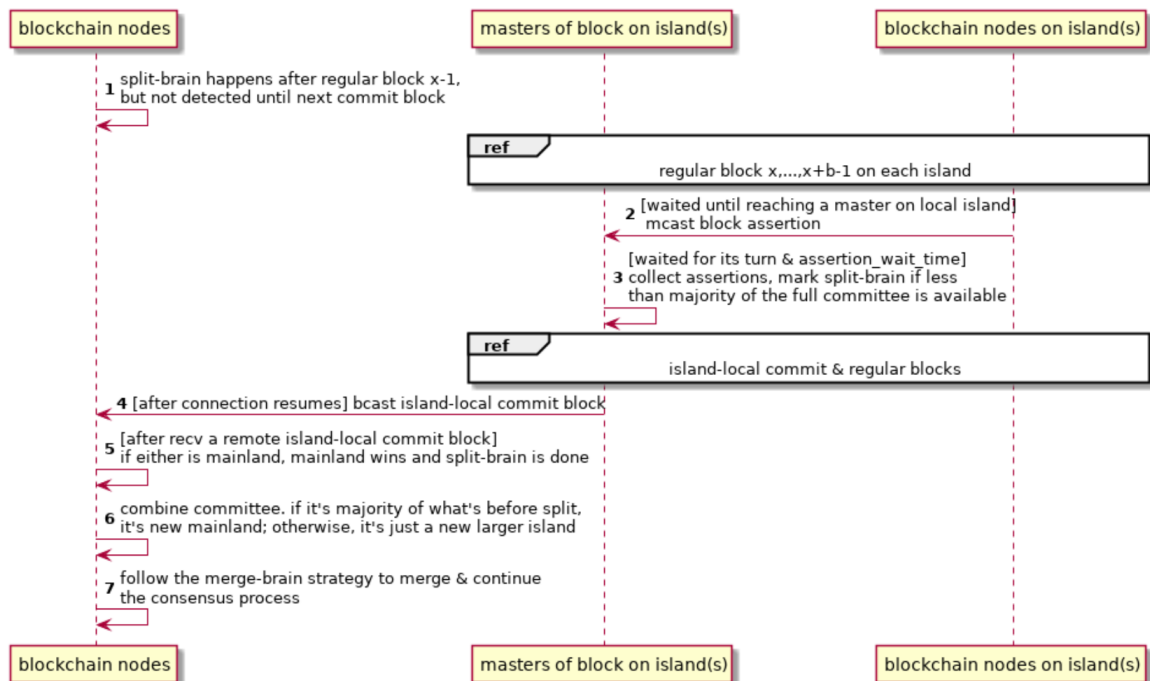 blockchain nodes
masters of block on island(s)
blockchain nodes on island(s)
1 split-brain happens after regular block x-1,
but not detected until next commit block
ref
regular block x,...,x+b-1 on each island
2 [waited until reaching a master on local island]
mcast block assertion
[waited for its turn & assertion_wait_time]
3 collect assertions, mark split-brain if less
than majority of the full committee is available
ref
island-local commit & regular blocks
4 [after connection resumes] bcast island-local commit block
5 [after recv a remote island-local commit block]
if either is mainland, mainland wins and split-brain is done
6 combine committee. if it's majority of what's before split,
it's new mainland; otherwise, it's just a new larger island
7 follow the merge-brain strategy to merge & continue
the consensus process
blockchain nodes
masters of block on island(s)
blockchain nodes on island(s)